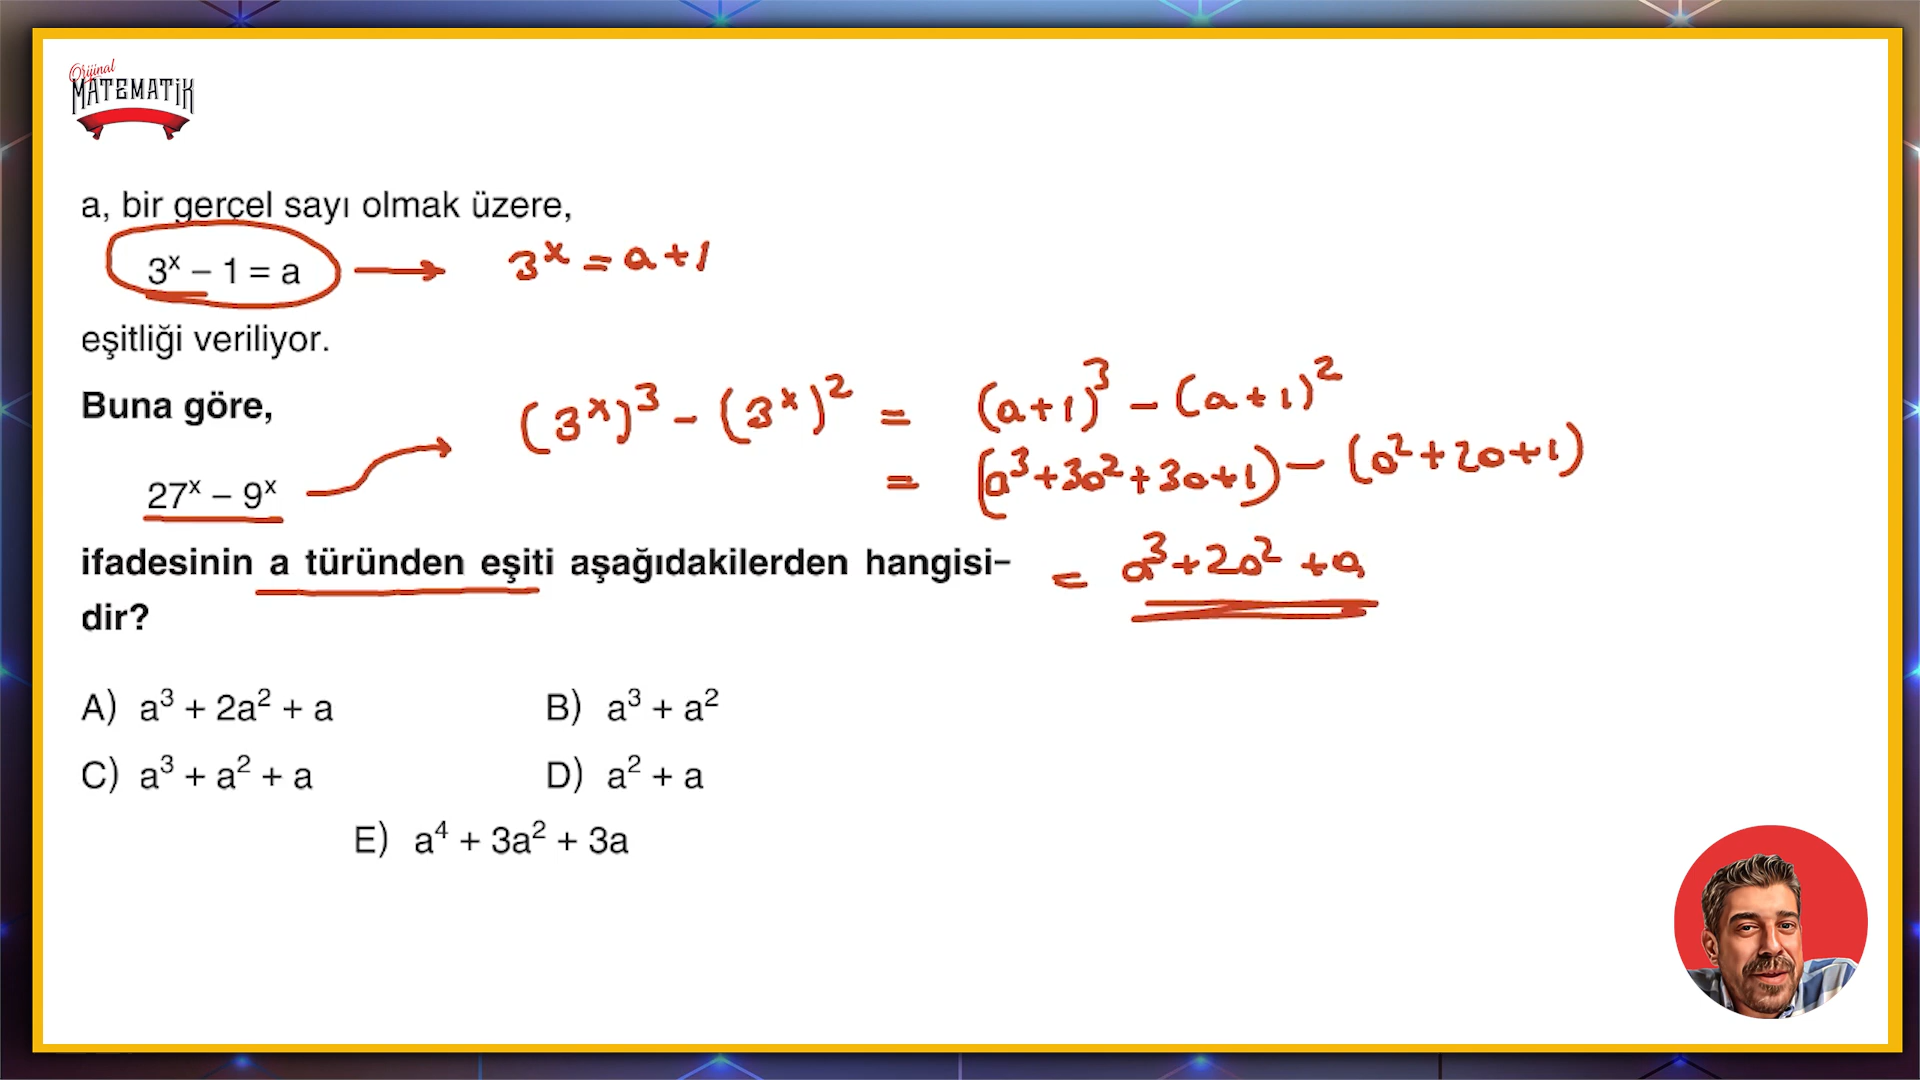 Orijinal
MATEMATİK
a, bir gerçel sayı olmak üzere,
3ˣ – 1 = a → 3ˣ = a + 1
eşitliği veriliyor.
Buna göre,
(3ˣ)³ - (3ˣ)² = (a+1)³ - (a+1)²
27ˣ – 9ˣ
= (a³+3a²+3a+1) - (a²+2a+1)
ifadesinin a türünden eşiti aşağıdakilerden hangisi-
= a³+2a²+a
dir?
A) a³ + 2a² + a B) a³ + a²
C) a³ + a² + a D) a² + a
E) a⁴ + 3a² + 3a